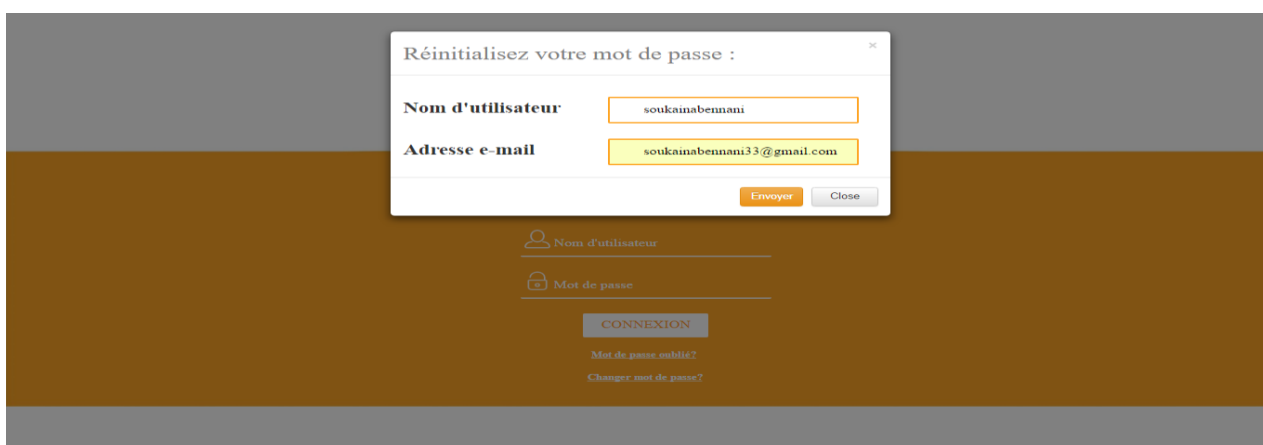 Réinitialisez votre mot de passe :
×
Nom d'utilisateur soukainabennani
Adresse e-mail soukainabennani33@gmail.com
Envoyer Close
Nom d'utilisateur
Mot de passe
CONNEXION
Mot de passe oublié?
Changer mot de passe?